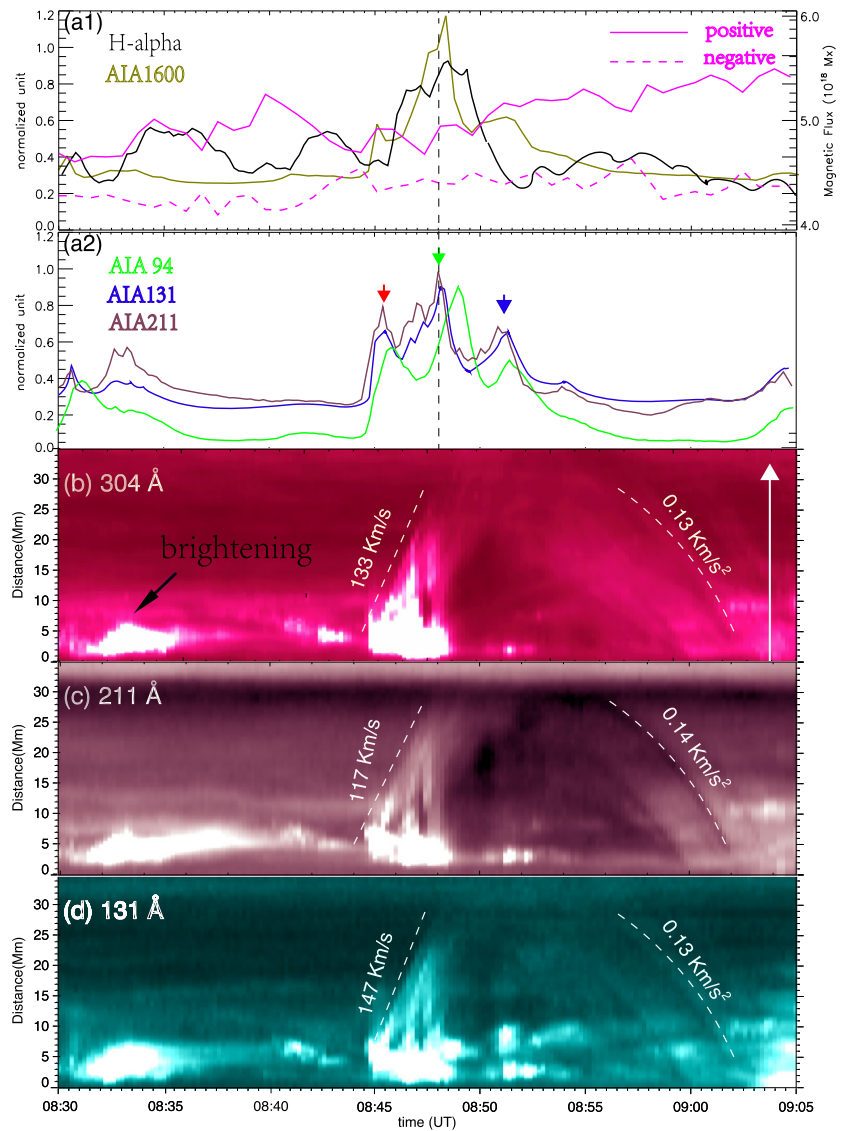 (a1)
H-alpha
AIA1600
positive
negative
1.2
1.0
0.8
0.6
0.4
0.2
0.0
normalized unit
6.0
5.0
4.0
Magnetic Flux (10¹⁸ Mx)
(a2)
AIA 94
AIA131
AIA211
1.2
1.0
0.8
0.6
0.4
0.2
0.0
normalized unit
(b) 304 Å
brightening
133 Km/s
0.13 Km/s²
30
25
20
15
10
5
0
Distance(Mm)
(c) 211 Å
117 Km/s
0.14 Km/s²
30
25
20
15
10
5
0
Distance(Mm)
(d) 131 Å
147 Km/s
0.13 Km/s²
30
25
20
15
10
5
0
Distance(Mm)
08:30 08:35 08:40 08:45 08:50 08:55 09:00 09:05
time (UT)